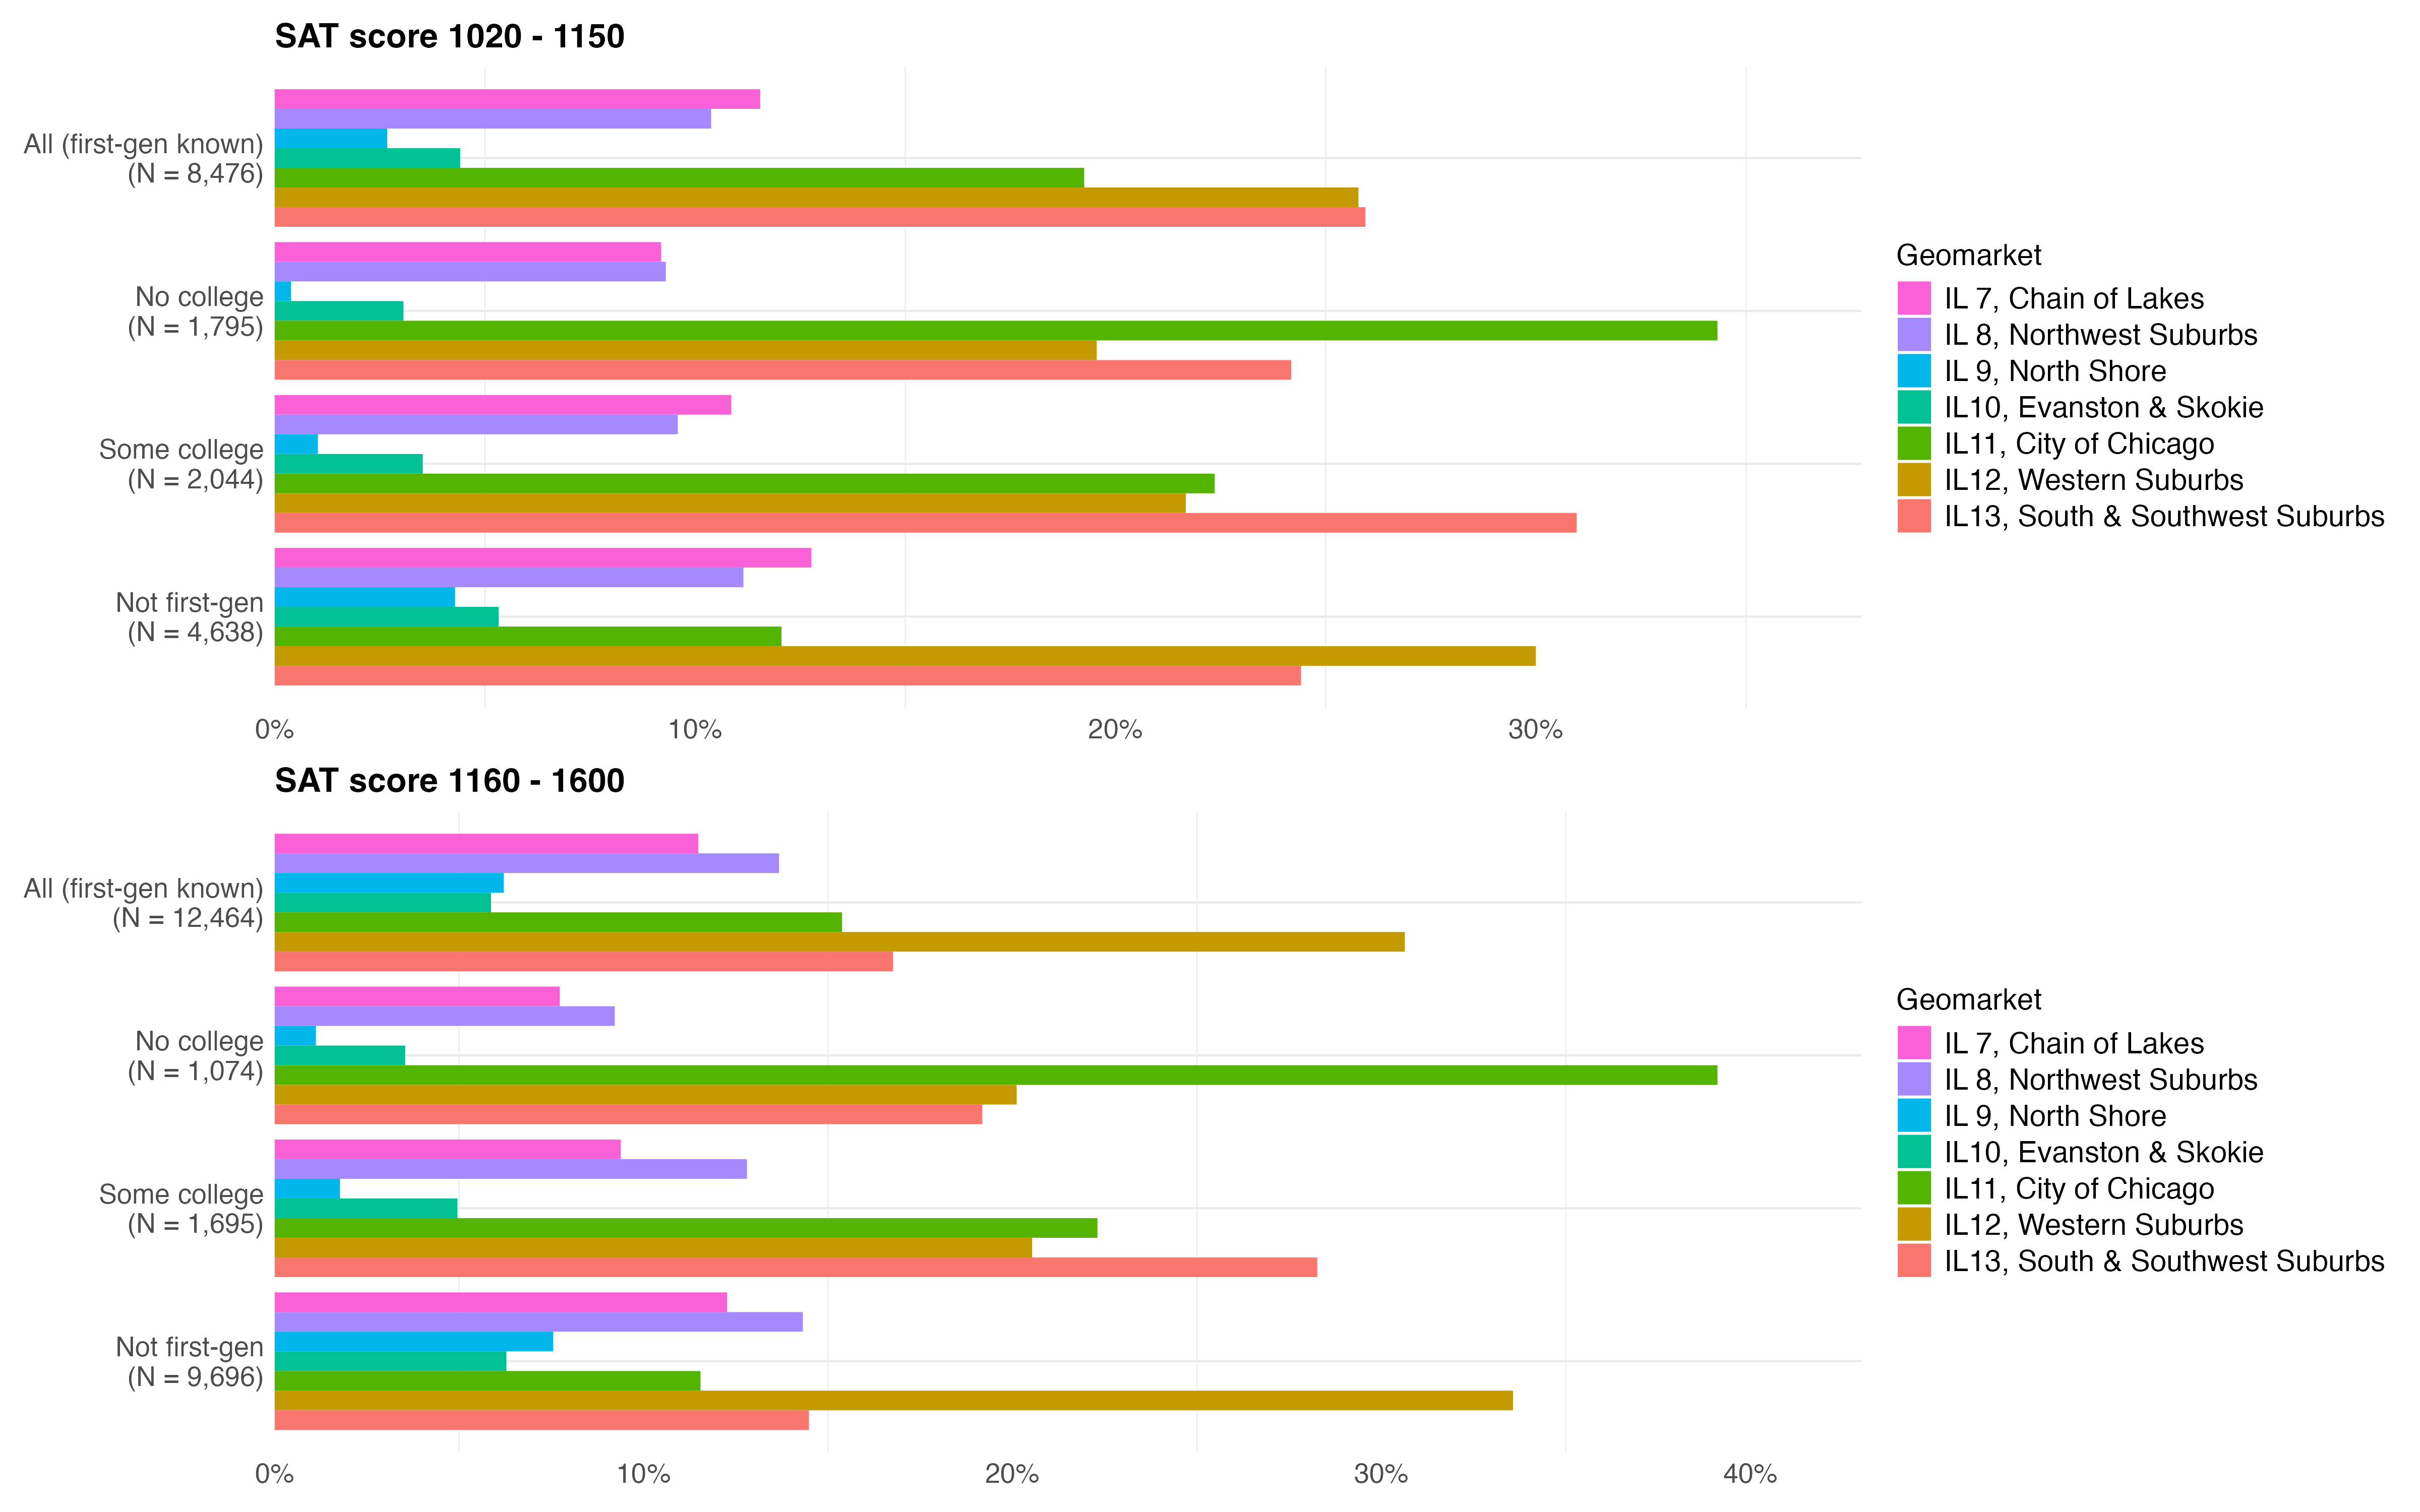 SAT score 1020 - 1150
All (first-gen known)
(N = 8,476)
No college
(N = 1,795)
Some college
(N = 2,044)
Not first-gen
(N = 4,638)
0% 10% 20% 30%
Geomarket
IL 7, Chain of Lakes
IL 8, Northwest Suburbs
IL 9, North Shore
IL10, Evanston & Skokie
IL11, City of Chicago
IL12, Western Suburbs
IL13, South & Southwest Suburbs
SAT score 1160 - 1600
All (first-gen known)
(N = 12,464)
No college
(N = 1,074)
Some college
(N = 1,695)
Not first-gen
(N = 9,696)
0% 10% 20% 30% 40%
Geomarket
IL 7, Chain of Lakes
IL 8, Northwest Suburbs
IL 9, North Shore
IL10, Evanston & Skokie
IL11, City of Chicago
IL12, Western Suburbs
IL13, South & Southwest Suburbs